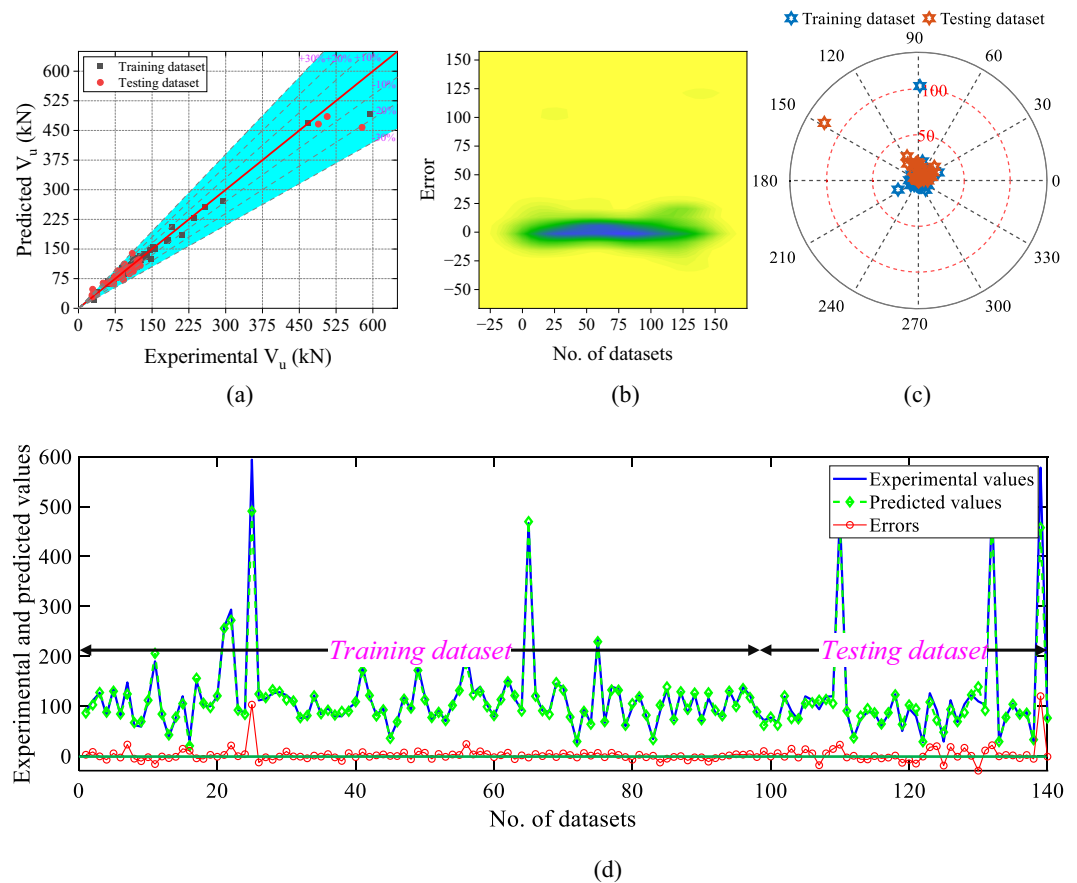 Training dataset
Testing dataset
+30% +20% +10%
10%
20%
30%
600
525
450
375
300
225
150
75
0
0 75 150 225 300 375 450 525 600
Predicted Vu (kN)
Experimental Vu (kN)
(a)
150
125
100
75
50
25
0
−25
−50
−25 0 25 50 75 100 125 150
Error
No. of datasets
(b)
Training dataset Testing dataset
90
60
30
0
330
300
270
240
210
180
150
120
100
50
(c)
Experimental and predicted values
600
500
400
300
200
100
0
0 20 40 60 80 100 120 140
Experimental values
Predicted values
Errors
Training dataset
Testing dataset
No. of datasets
(d)